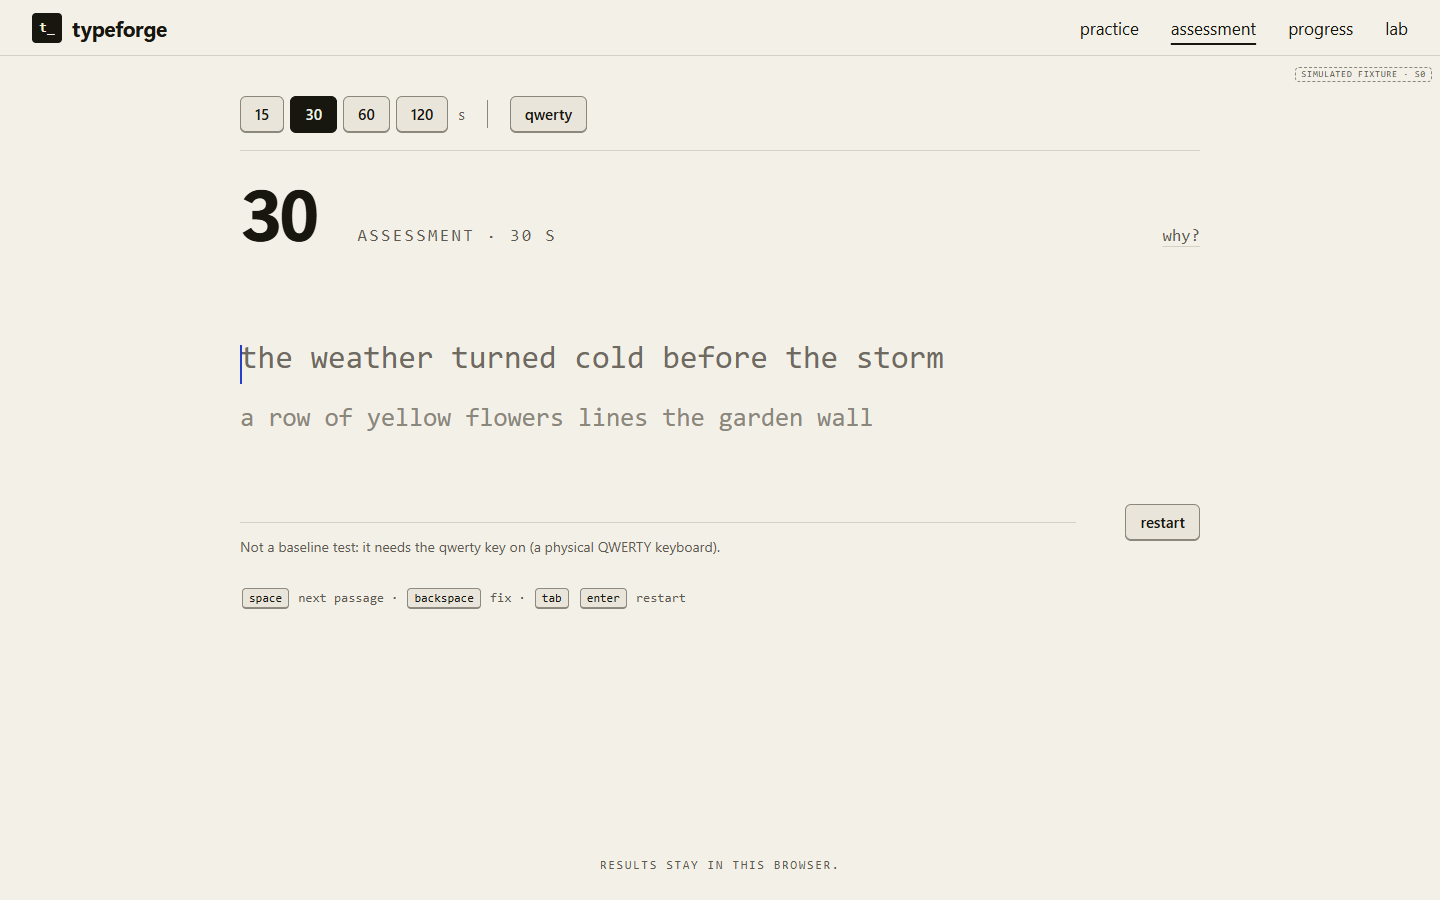 t_ typeforge practice assessment progress lab
SIMULATED FIXTURE · S0
15 30 60 120 s qwerty
30 ASSESSMENT · 30 S why?
the weather turned cold before the storm
a row of yellow flowers lines the garden wall
restart
Not a baseline test: it needs the qwerty key on (a physical QWERTY keyboard).
space next passage · backspace fix · tab enter restart
RESULTS STAY IN THIS BROWSER.